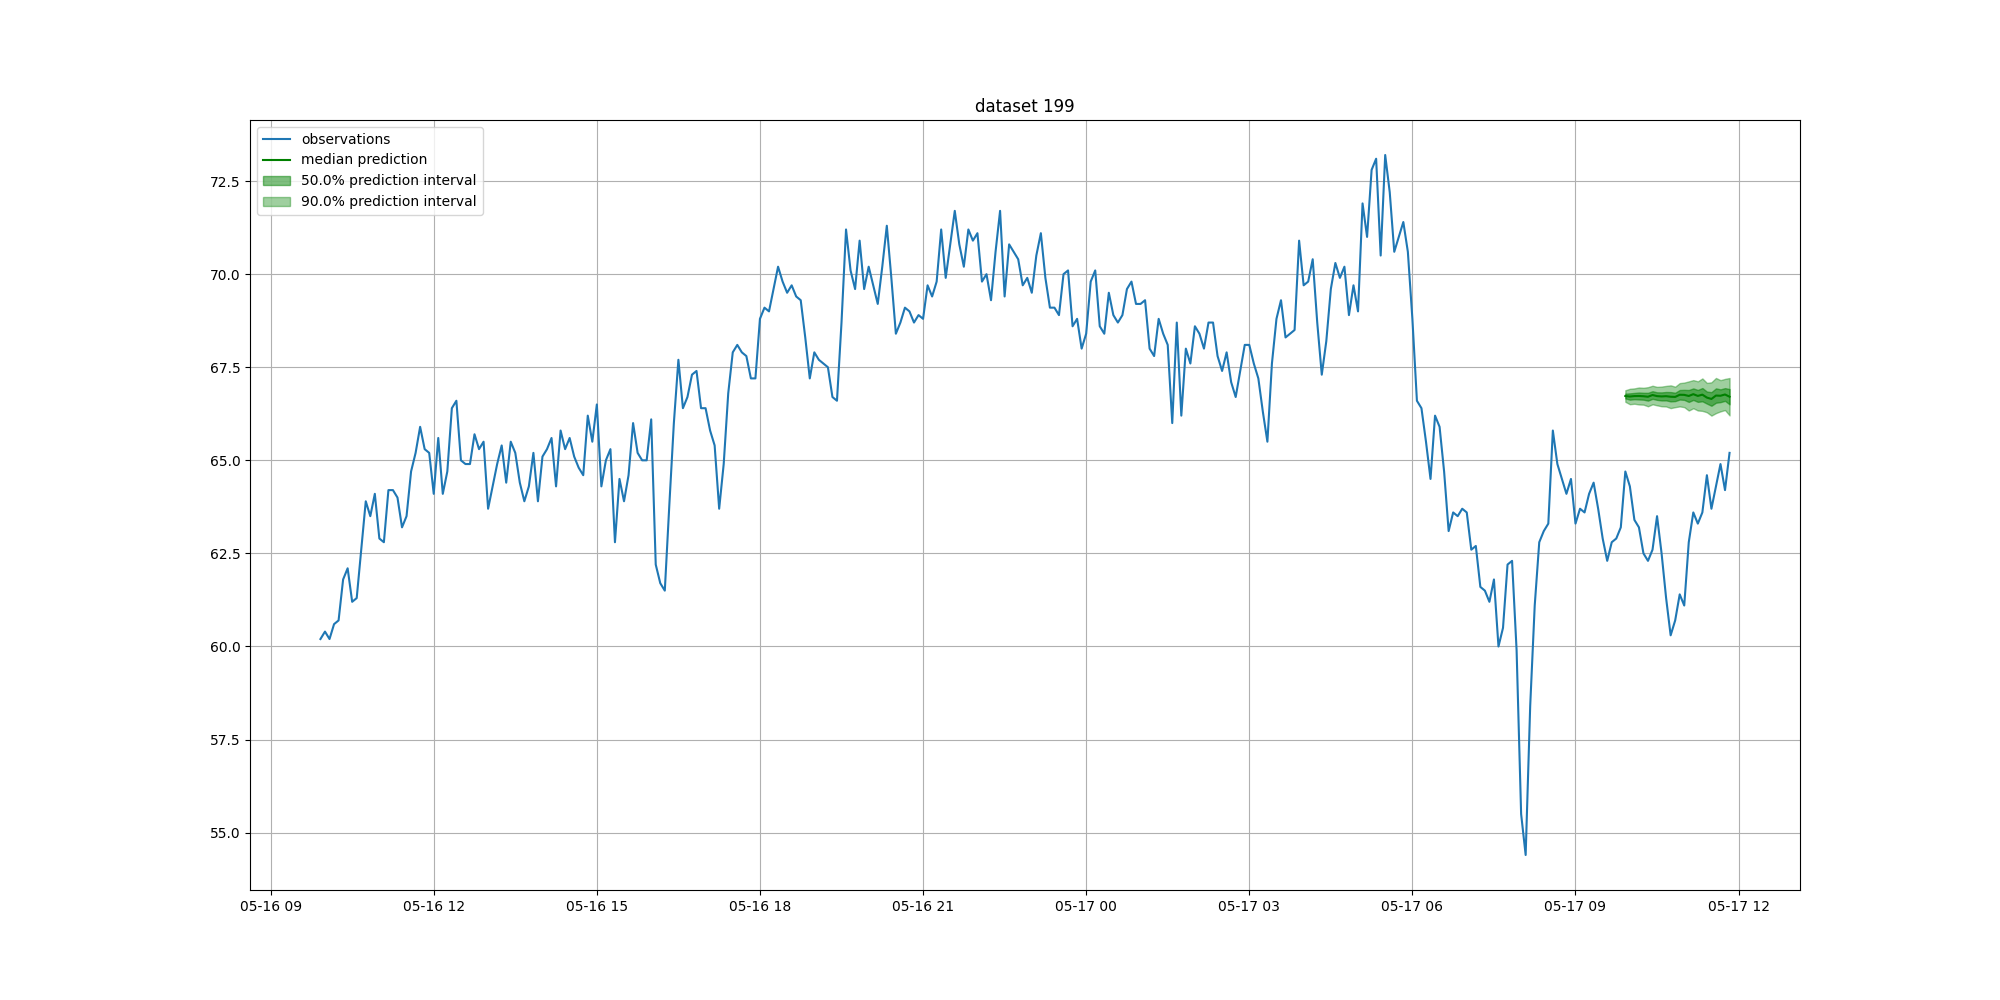 dataset 199
observations
median prediction
50.0% prediction interval
90.0% prediction interval
72.5
70.0
67.5
65.0
62.5
60.0
57.5
55.0
05-16 09 05-16 12 05-16 15 05-16 18 05-16 21 05-17 00 05-17 03 05-17 06 05-17 09 05-17 12